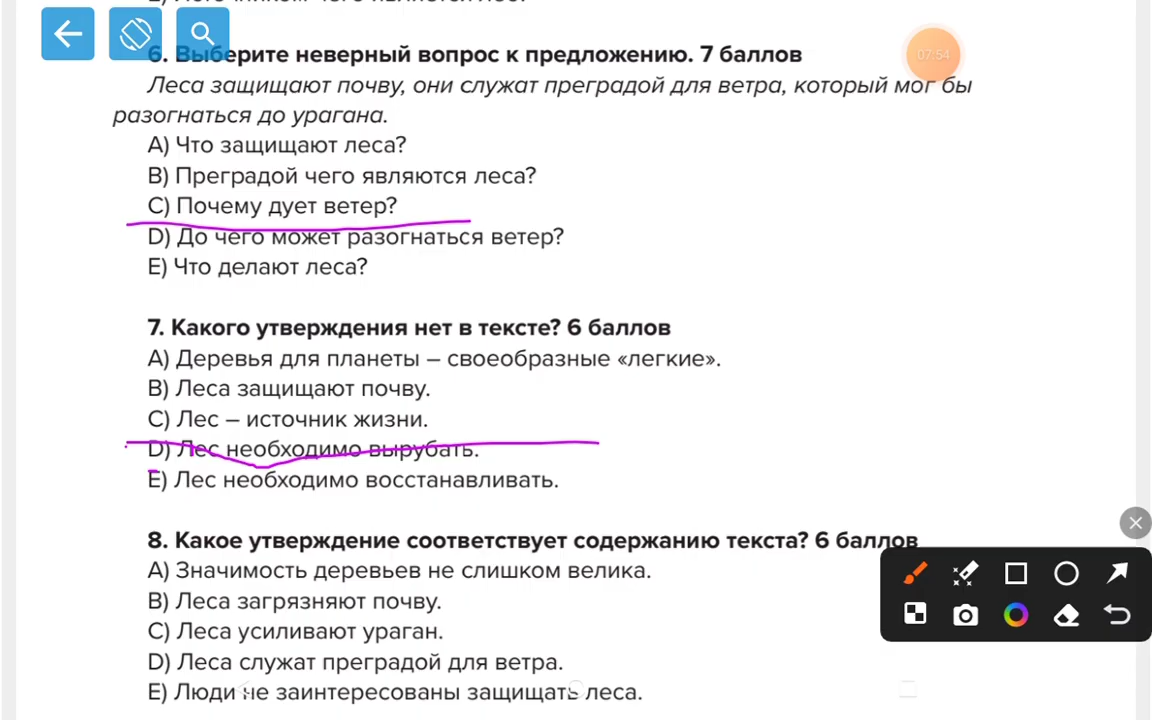 6. Выберите неверный вопрос к предложению. 7 баллов
07:54
Леса защищают почву, они служат преградой для ветра, который мог бы
разогнаться до урагана.
A) Что защищают леса?
B) Преградой чего являются леса?
C) Почему дует ветер?
D) До чего может разогнаться ветер?
E) Что делают леса?
7. Какого утверждения нет в тексте? 6 баллов
A) Деревья для планеты – своеобразные «легкие».
B) Леса защищают почву.
C) Лес – источник жизни.
D) Лес необходимо вырубать.
E) Лес необходимо восстанавливать.
8. Какое утверждение соответствует содержанию текста? 6 баллов
A) Значимость деревьев не слишком велика.
B) Леса загрязняют почву.
C) Леса усиливают ураган.
D) Леса служат преградой для ветра.
E) Люди не заинтересованы защищать леса.